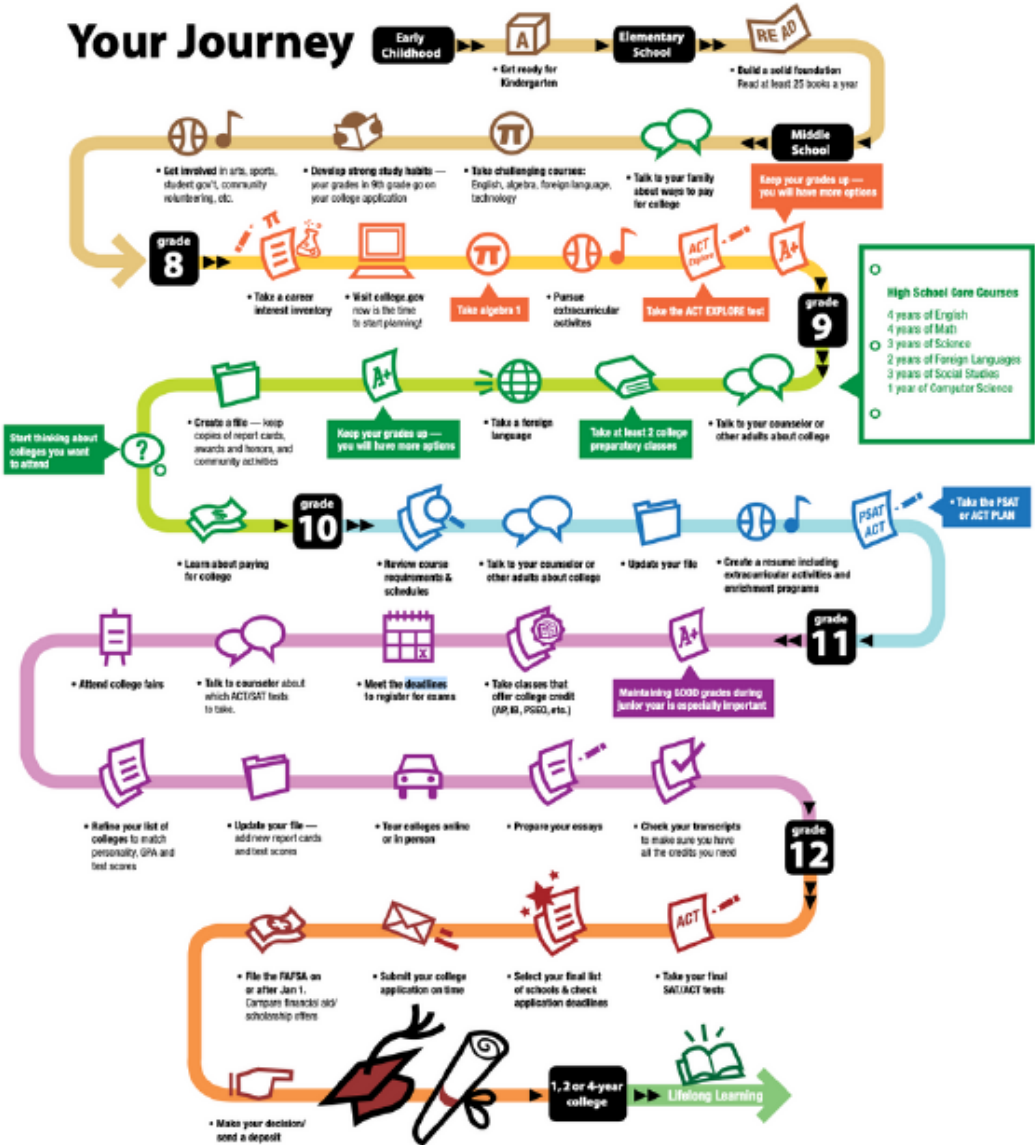 Your Journey
Early
Childhood
A
• Get ready for
Kindergarten
Elementary
School
READ
• Build a solid foundation
Read at least 25 books a year
Middle
School
• Talk to your family
about ways to pay
for college
π
• Take challenging courses:
English, algebra, foreign language,
technology
• Develop strong study habits —
your grades in 9th grade go on
your college application
• Get involved in arts, sports,
student gov't, community
volunteering, etc.
Keep your grades up —
you will have more options
grade
8
π
• Take a career
interest inventory
• Visit college.gov
now is the time
to start planning!
π
Take algebra 1
• Pursue
extracurricular
activites
ACT
Explore
Take the ACT EXPLORE test
A+
grade
9
High School Core Courses
4 years of English
4 years of Math
3 years of Science
2 years of Foreign Languages
3 years of Social Studies
1 year of Computer Science
• Talk to your counselor or
other adults about college
Take at least 2 college
preparatory classes
• Take a foreign
language
A+
Keep your grades up —
you will have more options
• Create a file — keep
copies of report cards,
awards and honors, and
community activities
Start thinking about
colleges you want
to attend
?
$
• Learn about paying
for college
grade
10
• Review course
requirements &
schedules
• Talk to your counselor or
other adults about college
• Update your file
• Create a resume including
extracurricular activities and
enrichment programs
PSAT
ACT
• Take the PSAT
or ACT PLAN
grade
11
A+
Maintaining GOOD grades during
junior year is especially important
• Take classes that
offer college credit
(AP, IB, PSEO, etc.)
x
• Meet the deadlines
to register for exams
• Talk to counselor about
which ACT/SAT tests
to take.
• Attend college fairs
• Refine your list of
colleges to match
personality, GPA and
test scores
• Update your file —
add new report cards
and test scores
• Tour colleges online
or in person
• Prepare your essays
• Check your transcripts
to make sure you have
all the credits you need
grade
12
ACT
• Take your final
SAT/ACT tests
• Select your final list
of schools & check
application deadlines
• Submit your college
application on time
• File the FAFSA on
or after Jan 1.
Compare financial aid/
scholarship offers
• Make your decision/
send a deposit
1, 2 or 4-year
college
Lifelong Learning